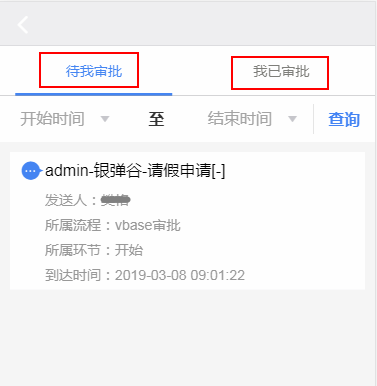 待我审批 我已审批
开始时间 至 结束时间 查询
admin-银弹谷-请假申请[-]
发送人：
所属流程：vbase审批
所属环节：开始
到达时间：2019-03-08 09:01:22